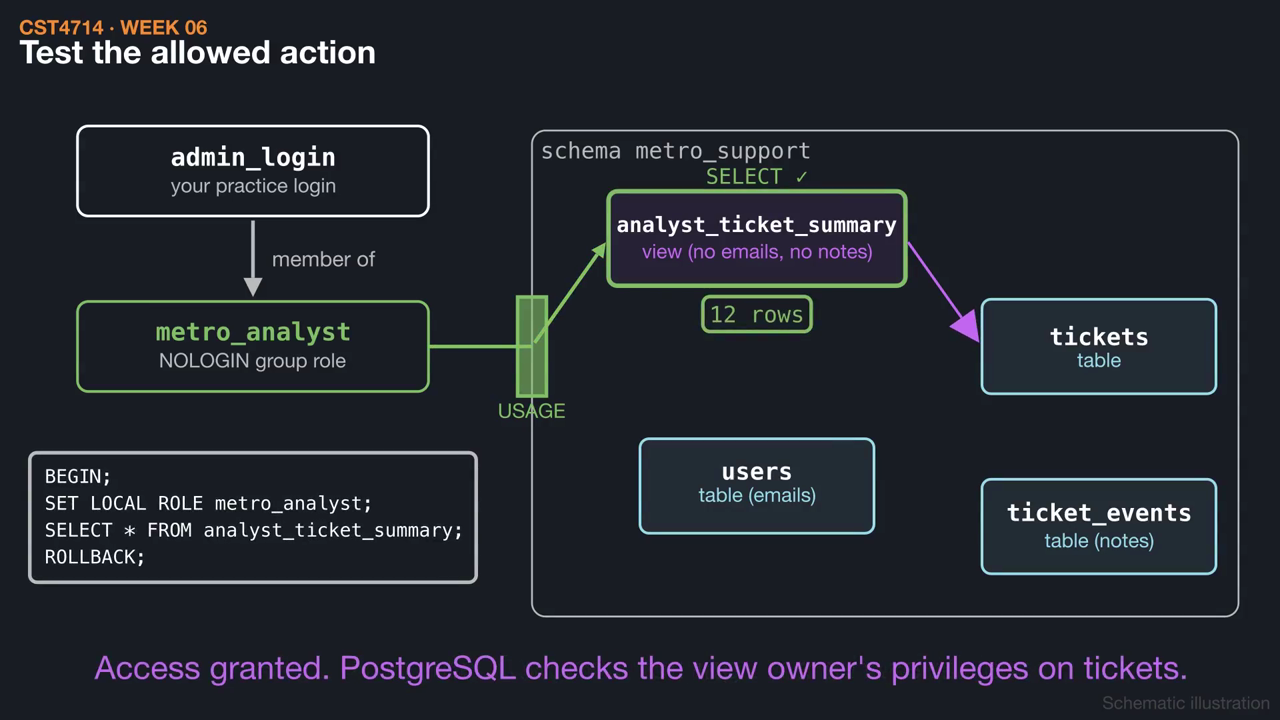 CST4714 · WEEK 06
Test the allowed action
admin_login
your practice login
member of
metro_analyst
NOLOGIN group role
BEGIN;
SET LOCAL ROLE metro_analyst;
SELECT * FROM analyst_ticket_summary;
ROLLBACK;
USAGE
schema metro_support
SELECT ✓
analyst_ticket_summary
view (no emails, no notes)
12 rows
tickets
table
users
table (emails)
ticket_events
table (notes)
Access granted. PostgreSQL checks the view owner's privileges on tickets.
Schematic illustration